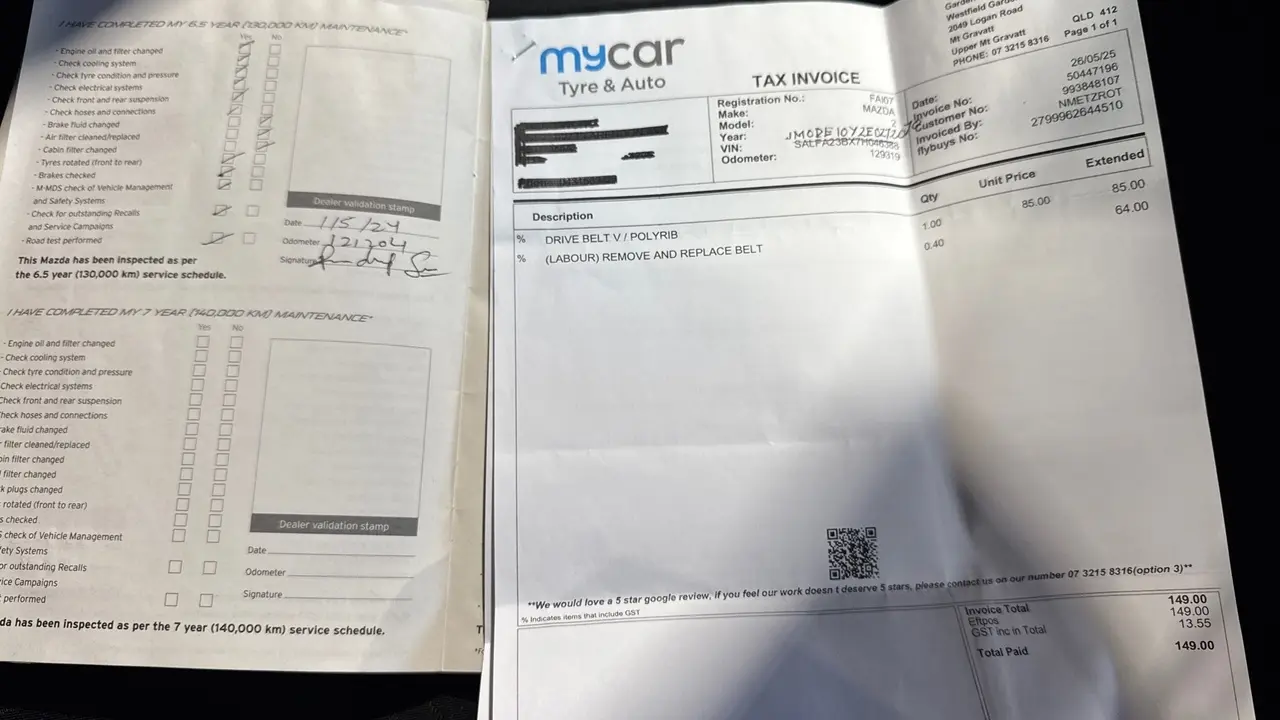 I HAVE COMPLETED MY 6.5 YEAR (130,000 KM) MAINTENANCE*
Yes No
- Engine oil and filter changed
- Check cooling system
- Check tyre condition and pressure
- Check electrical systems
- Check front and rear suspension
- Check hoses and connections
- Brake fluid changed
- Air filter cleaned/replaced
- Cabin filter changed
- Tyres rotated (front to rear)
- Brakes checked
- M-MDS check of Vehicle Management
and Safety Systems
- Check for outstanding Recalls
and Service Campaigns
- Road test performed
Dealer validation stamp
Date 1/5/24
Odometer 121204
Signature
This Mazda has been inspected as per
the 6.5 year (130,000 km) service schedule.
I HAVE COMPLETED MY 7 YEAR (140,000 KM) MAINTENANCE*
Yes No
- Engine oil and filter changed
- Check cooling system
- Check tyre condition and pressure
Check electrical systems
Check front and rear suspension
heck hoses and connections
ake fluid changed
filter cleaned/replaced
in filter changed
filter changed
k plugs changed
rotated (front to rear)
s checked
check of Vehicle Management
ety Systems
or outstanding Recalls
ice Campaigns
performed
Dealer validation stamp
Date
Odometer
Signature
da has been inspected as per the 7 year (140,000 km) service schedule.
mycar
Tyre & Auto
TAX INVOICE
Westfield Garden
2049 Logan Road
Mt Gravatt
Upper Mt Gravatt QLD 412
PHONE: 07 3215 8316 Page 1 of 1
Registration No.: FAI07
Make: MAZDA
Model: 2
Year:
VIN:
Odometer: 129319
Date: 26/05/25
Invoice No: 50447196
Customer No: 993848107
Invoiced By: NMETZROT
flybuys No: 2799962644510
Description Qty Unit Price Extended
% DRIVE BELT V / POLYRIB 1.00 85.00 85.00
% (LABOUR) REMOVE AND REPLACE BELT 0.40 64.00
**We would love a 5 star google review, if you feel our work doesn t deserve 5 stars, please contact us on our number 07 3215 8316(option 3)**
% Indicates items that include GST
Invoice Total 149.00
Eftpos 149.00
GST inc in Total 13.55
Total Paid 149.00